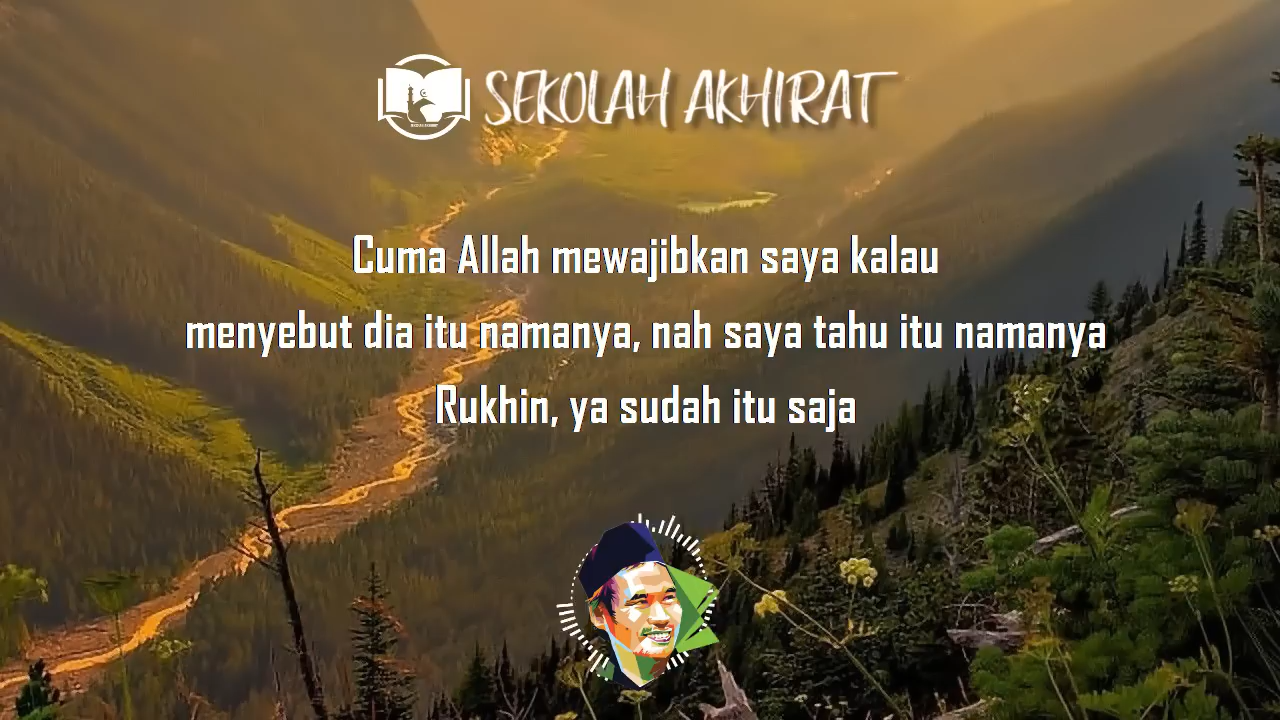 SEKOLAH AKHIRAT
Cuma Allah mewajibkan saya kalau
menyebut dia itu namanya, nah saya tahu itu namanya
Rukhin, ya sudah itu saja